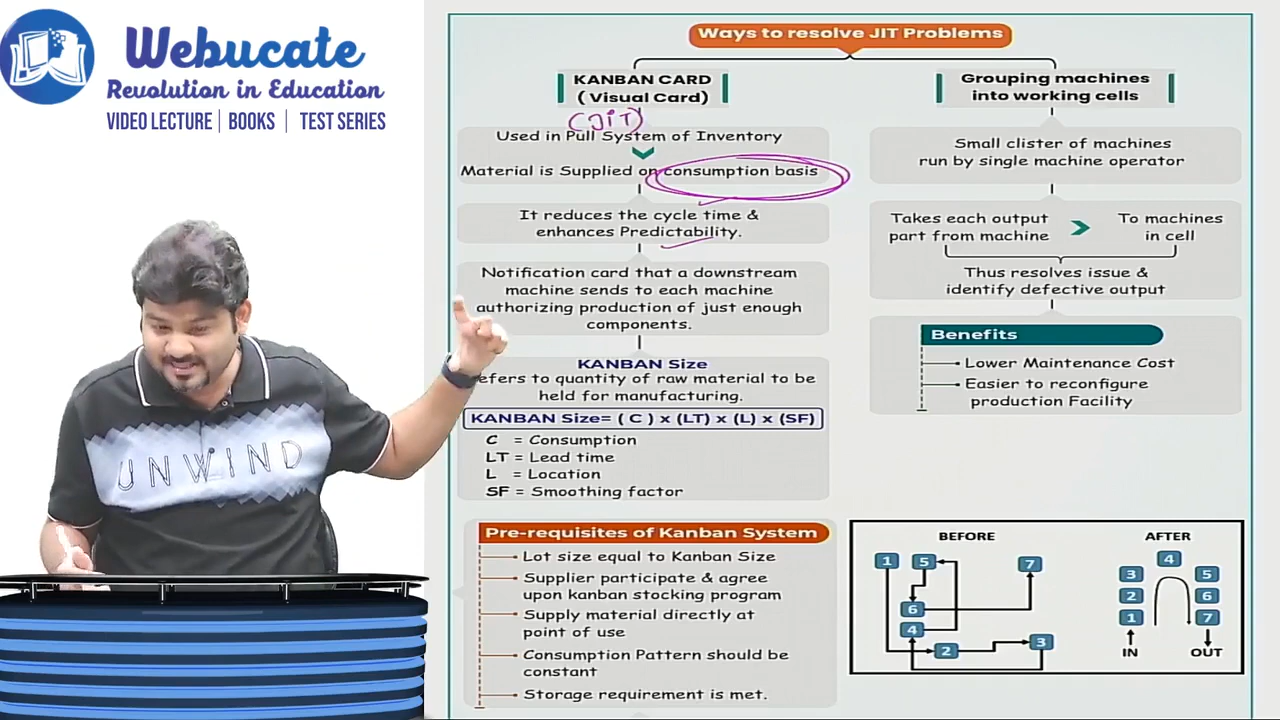 Webucate
Revolution in Education
VIDEO LECTURE | BOOKS | TEST SERIES
Ways to resolve JIT Problems
KANBAN CARD
( Visual Card)
(JIT)
Used in Pull System of Inventory
Material is Supplied on consumption basis
It reduces the cycle time &
enhances Predictability.
Notification card that a downstream
machine sends to each machine
authorizing production of just enough
components.
KANBAN Size
efers to quantity of raw material to be
held for manufacturing.
KANBAN Size= ( C ) x (LT) x (L) x (SF)
C = Consumption
LT = Lead time
L = Location
SF = Smoothing factor
Pre-requisites of Kanban System
Lot size equal to Kanban Size
Supplier participate & agree
upon kanban stocking program
Supply material directly at
point of use
Consumption Pattern should be
constant
Storage requirement is met.
Grouping machines
into working cells
Small clister of machines
run by single machine operator
Takes each output
part from machine
To machines
in cell
Thus resolves issue &
identify defective output
Benefits
Lower Maintenance Cost
Easier to reconfigure
production Facility
BEFORE
1 5 7
6
4
2 3
AFTER
4
3 5
2 6
1 7
IN OUT
UNWIND